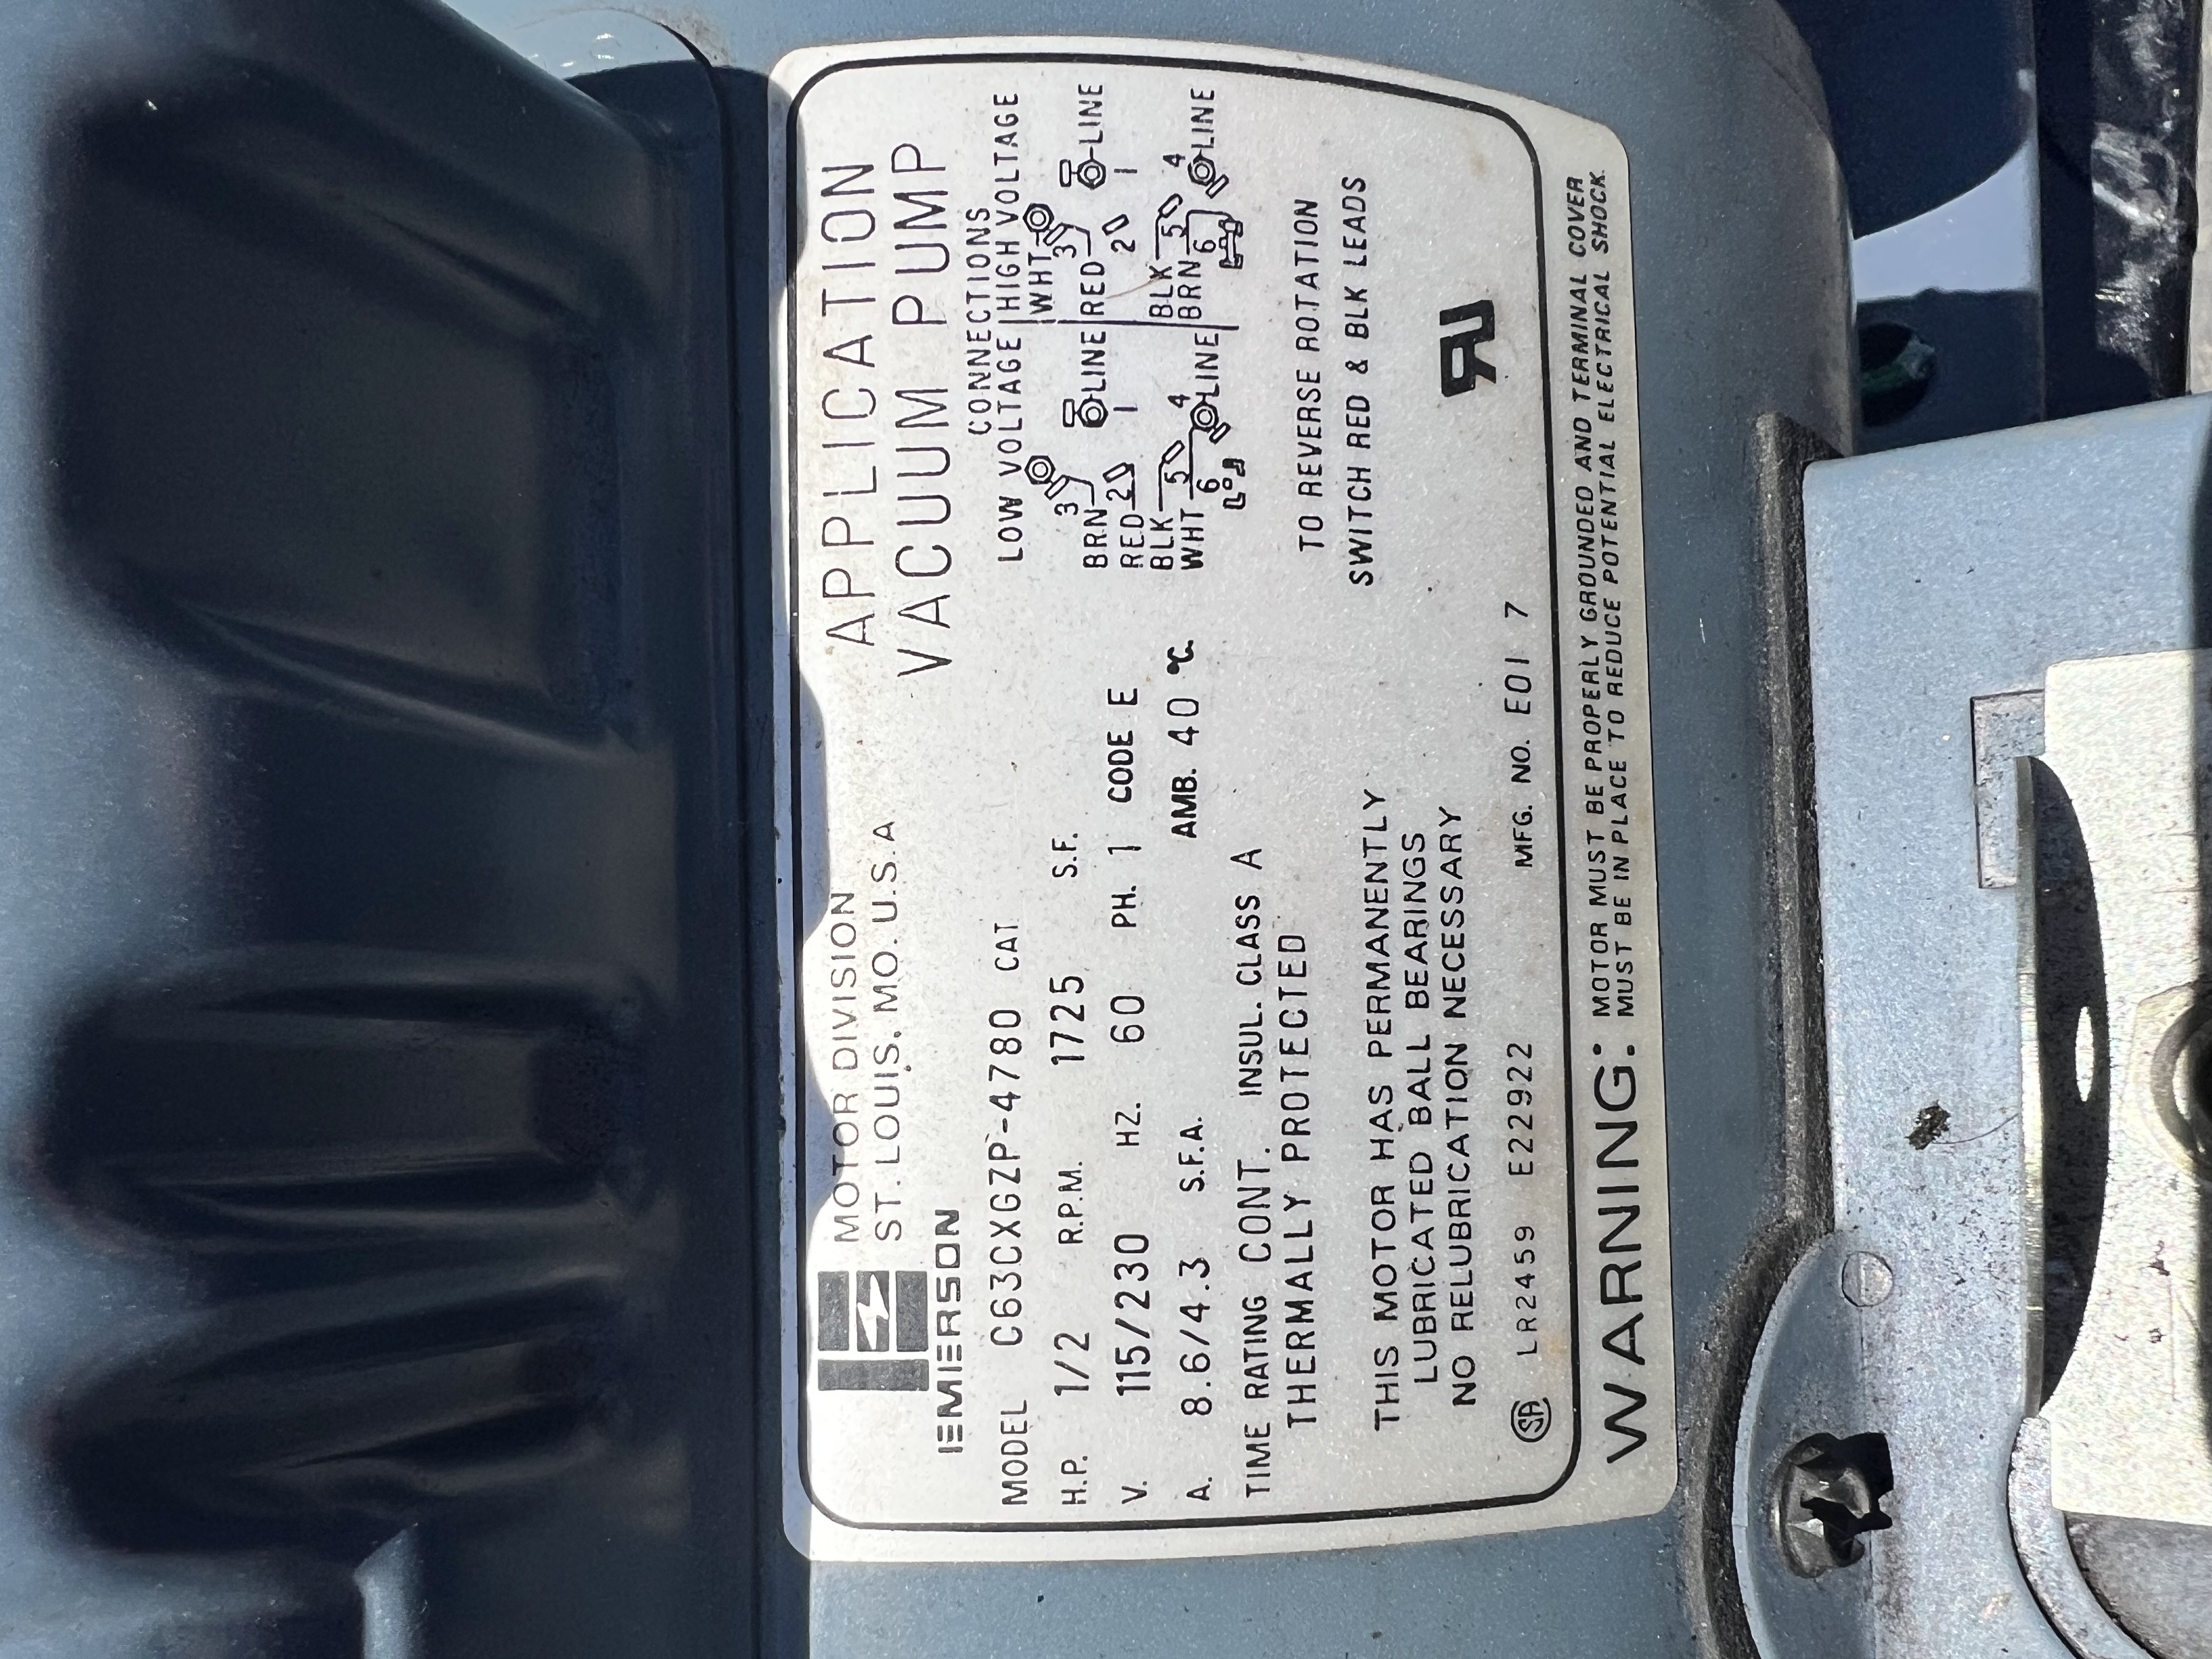 MOTOR DIVISION
ST. LOUIS, MO. U.S.A
EMERSON
APPLICATION
VACUUM PUMP
MODEL C63CXGZP-4780 CAT
H.P. 1/2 R.P.M. 1725 S.F.
V. 115/230 HZ. 60 PH. 1 CODE E
A. 8.6/4.3 S.F.A. AMB. 40 °C.
TIME RATING CONT. INSUL. CLASS A
THERMALLY PROTECTED
THIS MOTOR HAS PERMANENTLY
LUBRICATED BALL BEARINGS
NO RELUBRICATION NECESSARY
SA LR2459 E22922 MFG. NO. E01 7
CONNECTIONS
LOW VOLTAGE HIGH VOLTAGE
3
BRN LINE
RED 2 1
BLK 5 4
WHT 6 LINE
WHT 3
RED LINE
2 1
BLK 5 4
BRN 6 LINE
TO REVERSE ROTATION
SWITCH RED & BLK LEADS
RU
WARNING: MOTOR MUST BE PROPERLY GROUNDED AND TERMINAL COVER
MUST BE IN PLACE TO REDUCE POTENTIAL ELECTRICAL SHOCK.